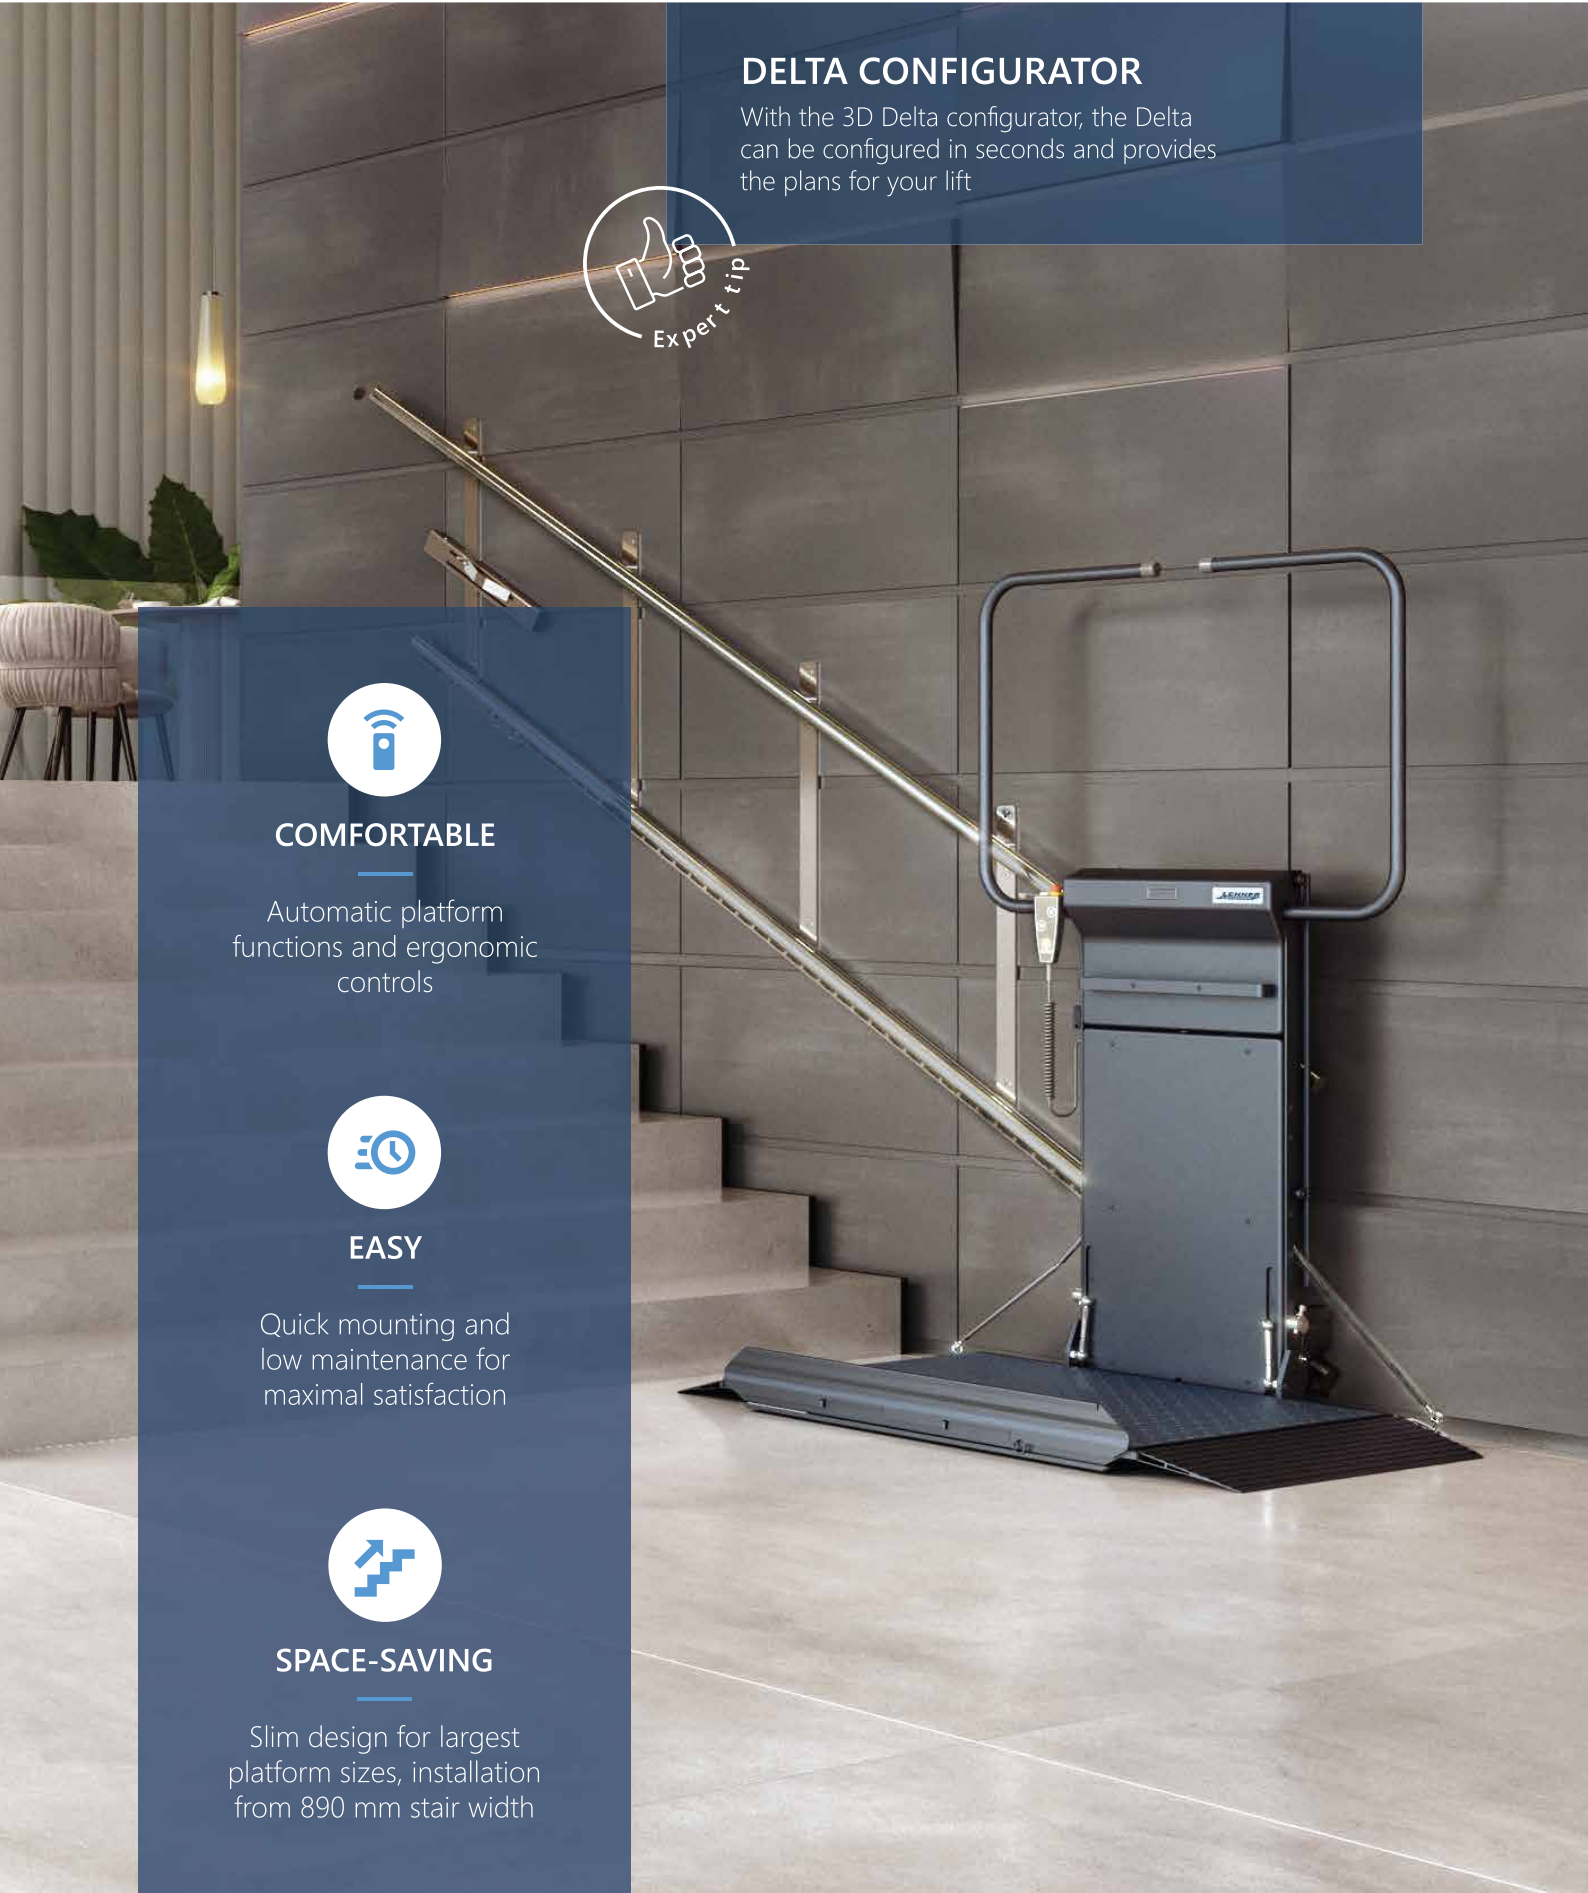 DELTA CONFIGURATOR
With the 3D Delta configurator, the Delta
can be configured in seconds and provides
the plans for your lift
Expert tip
LEHNER
COMFORTABLE
Automatic platform
functions and ergonomic
controls
EASY
Quick mounting and
low maintenance for
maximal satisfaction
SPACE-SAVING
Slim design for largest
platform sizes, installation
from 890 mm stair width